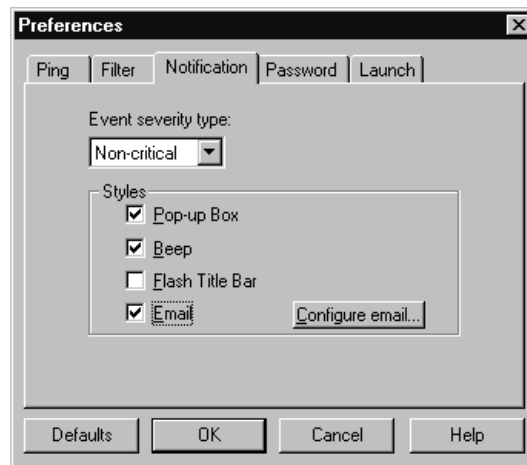 Preferences
Ping Filter Notification Password Launch
Event severity type:
Non-critical
Styles
Pop-up Box
Beep
Flash Title Bar
Email Configure email...
Defaults OK Cancel Help